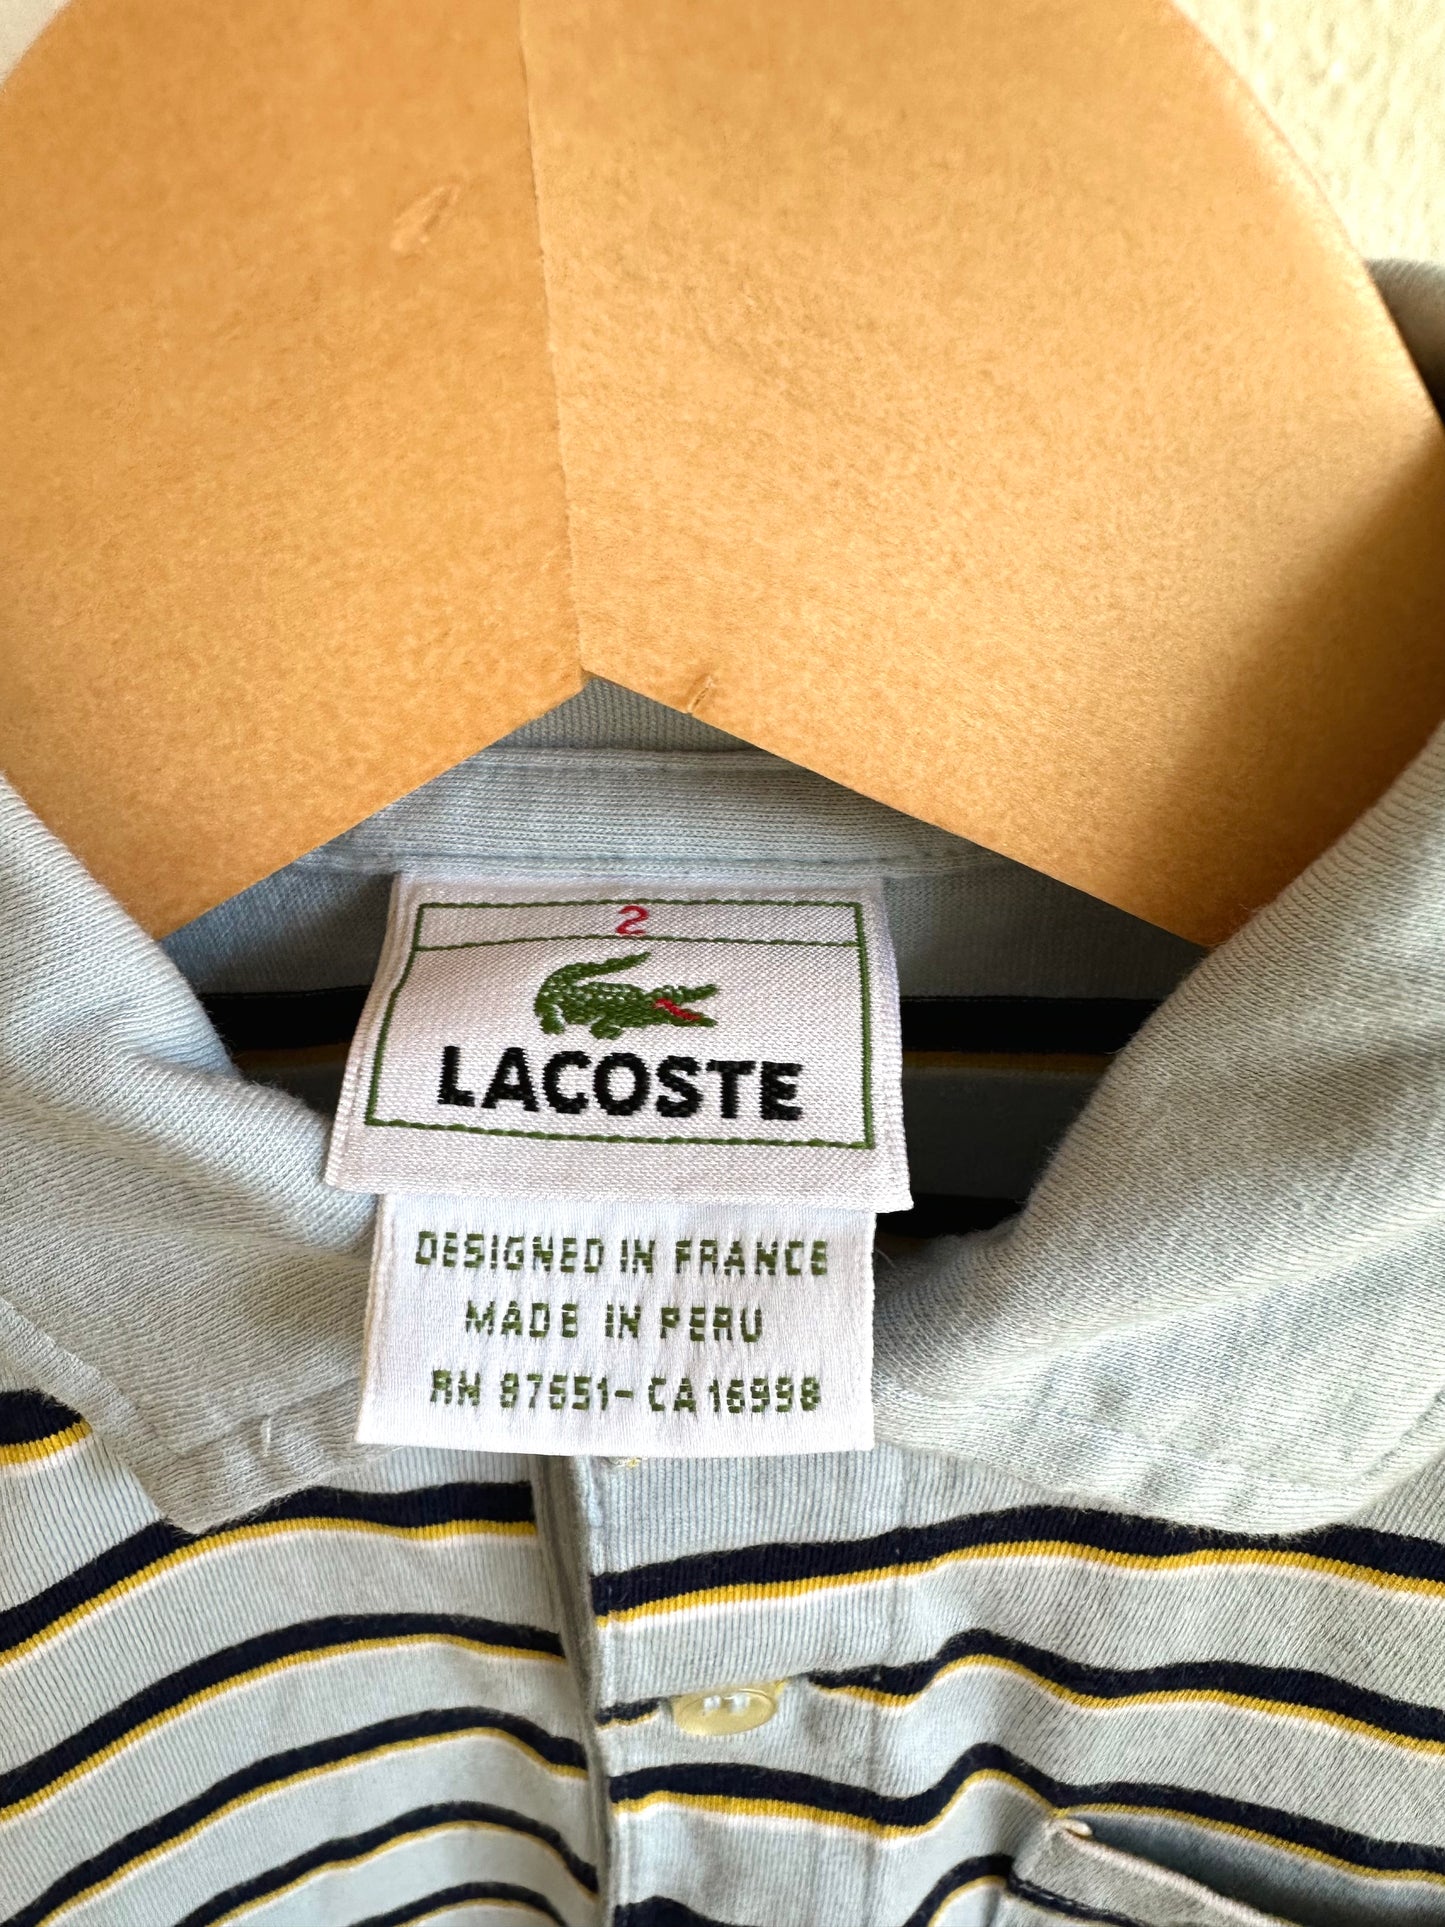 2
LACOSTE
DESIGNED IN FRANCE
MADE IN PERU
RN 87551-CA 16998